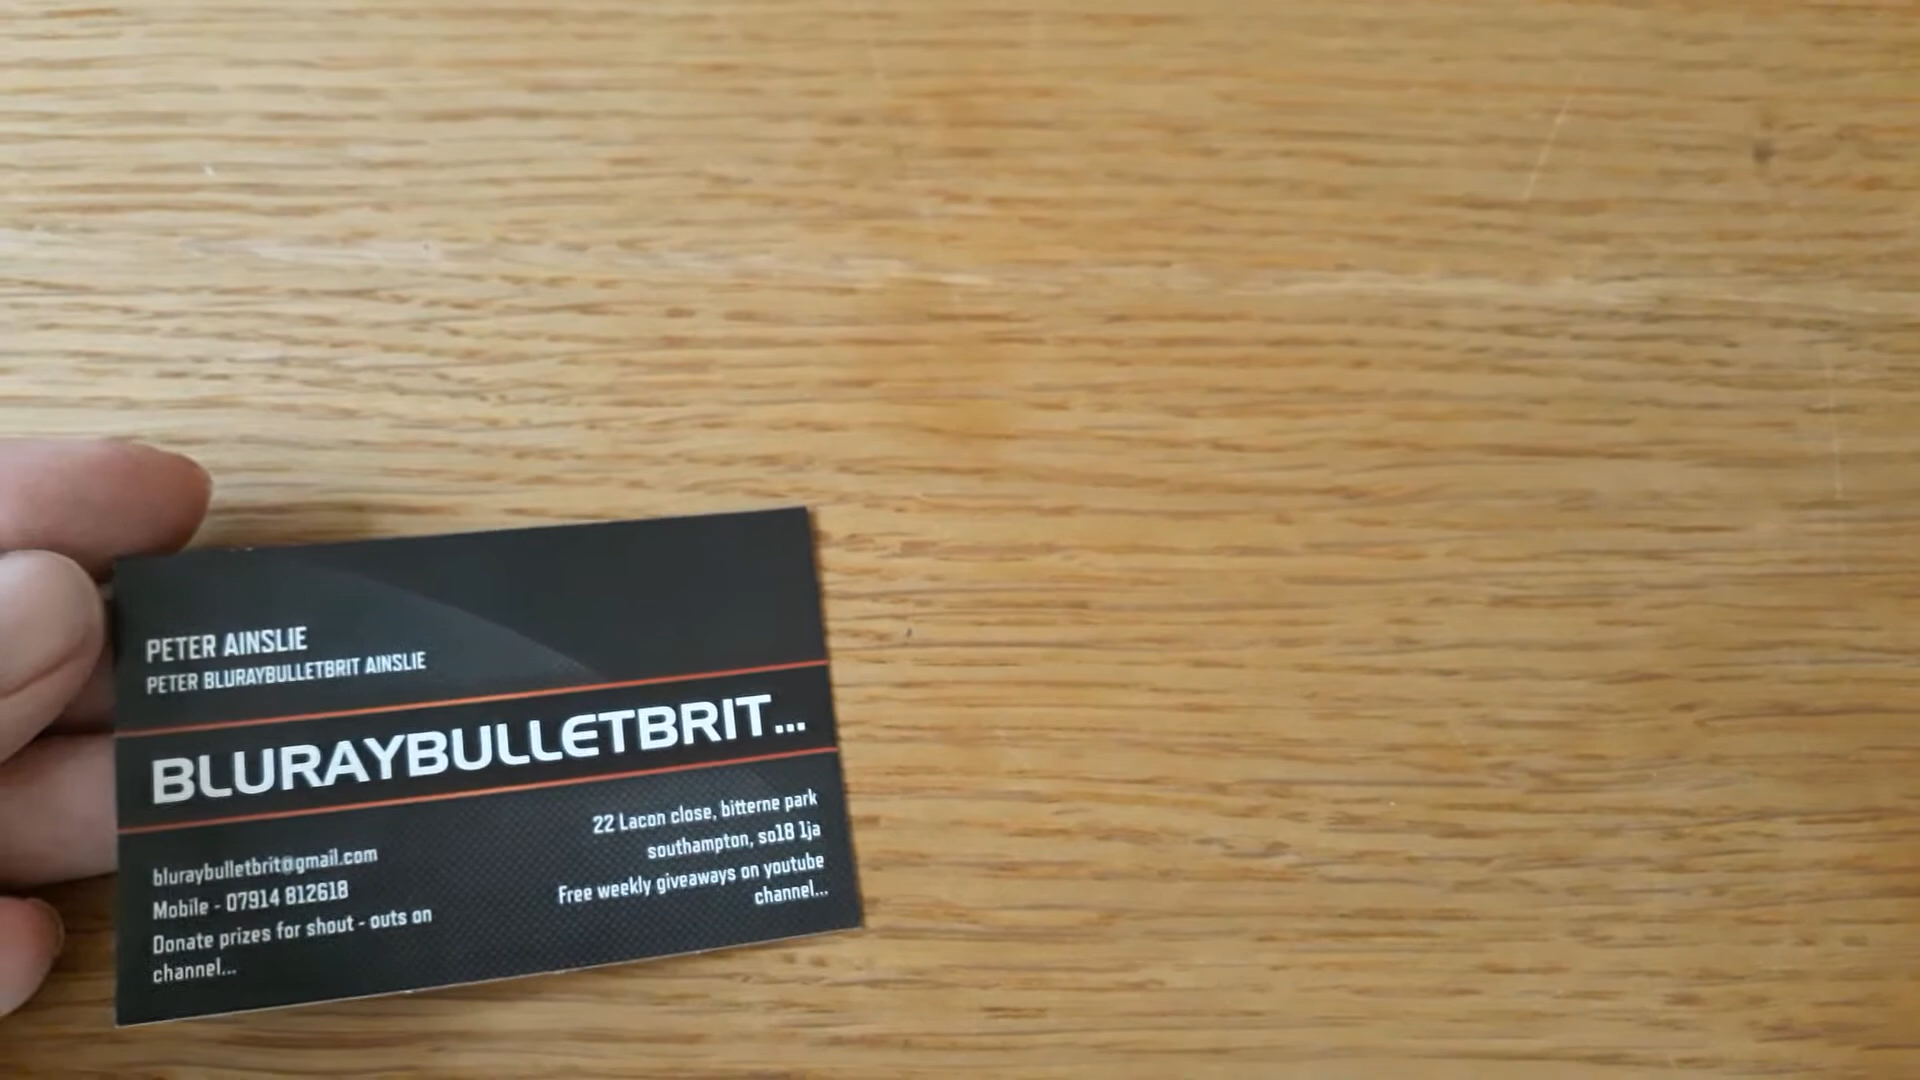 PETER AINSLIE
PETER BLURAYBULLETBRIT AINSLIE
BLURAYBULLETBRIT...
bluraybulletbrit@gmail.com
Mobile - 07914 812618
Donate prizes for shout - outs on
channel...
22 Lacon close, bitterne park
southampton, so18 1ja
Free weekly giveaways on youtube
channel...